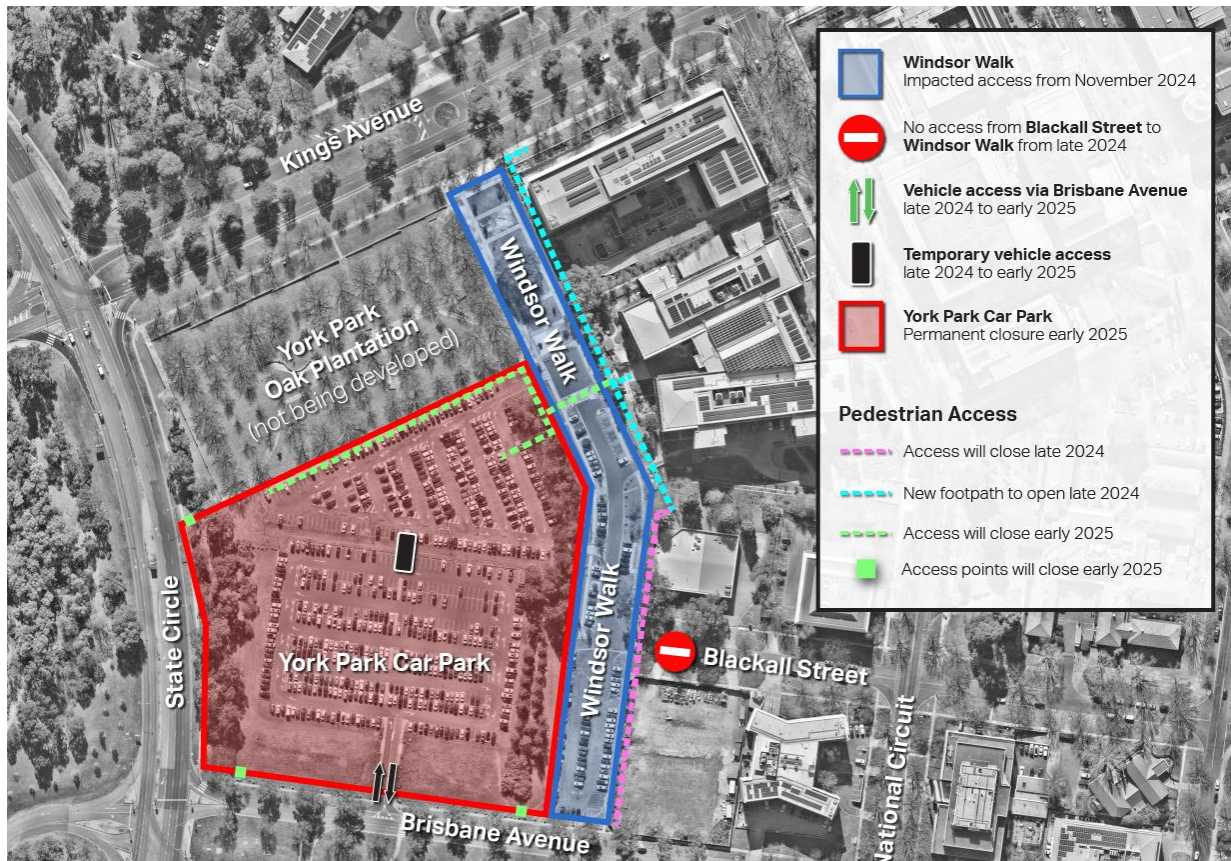 Windsor Walk
Impacted access from November 2024
No access from Blackall Street to
Windsor Walk from late 2024
Vehicle access via Brisbane Avenue
late 2024 to early 2025
Temporary vehicle access
late 2024 to early 2025
York Park Car Park
Permanent closure early 2025
Pedestrian Access
Access will close late 2024
New footpath to open late 2024
Access will close early 2025
Access points will close early 2025
Kings Avenue
Windsor Walk
York Park
Oak Plantation
(not being developed)
State Circle
York Park Car Park
Windsor Walk
Blackall Street
National Circuit
Brisbane Avenue